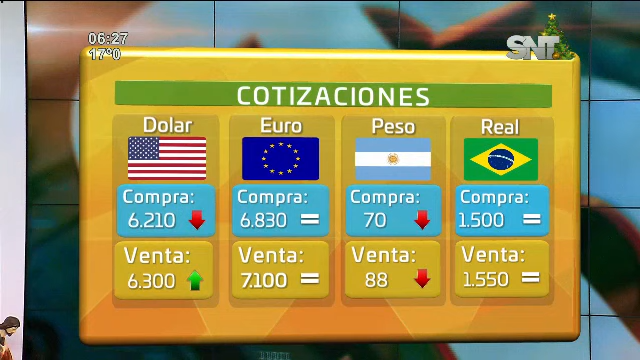 06:27
17°0
SNT
COTIZACIONES
Dolar
Euro
Peso
Real
Compra:
6.210
Compra:
6.830
Compra:
70
Compra:
1.500
Venta:
6.300
Venta:
7.100
Venta:
88
Venta:
1.550